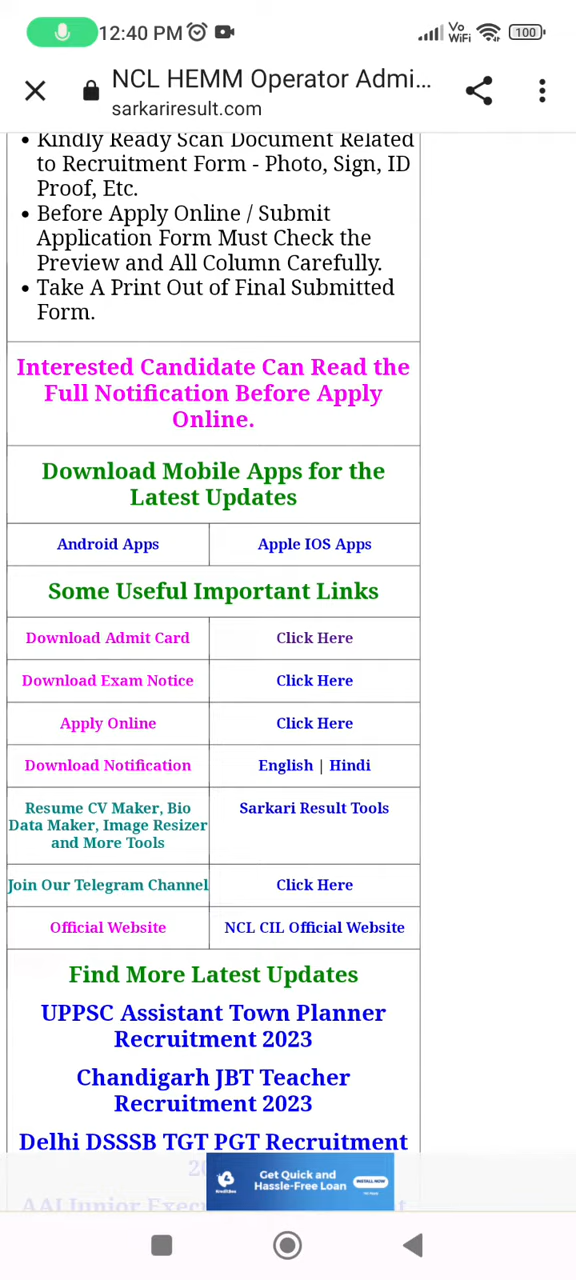 12:40 PM
Vo
WiFi
100
NCL HEMM Operator Admi...
sarkariresult.com
• Kindly Ready Scan Document Related
to Recruitment Form - Photo, Sign, ID
Proof, Etc.
• Before Apply Online / Submit
Application Form Must Check the
Preview and All Column Carefully.
• Take A Print Out of Final Submitted
Form.
Interested Candidate Can Read the
Full Notification Before Apply
Online.
Download Mobile Apps for the
Latest Updates
Android Apps
Apple IOS Apps
Some Useful Important Links
Download Admit Card
Click Here
Download Exam Notice
Click Here
Apply Online
Click Here
Download Notification
English | Hindi
Resume CV Maker, Bio
Data Maker, Image Resizer
and More Tools
Sarkari Result Tools
Join Our Telegram Channel
Click Here
Official Website
NCL CIL Official Website
Find More Latest Updates
UPPSC Assistant Town Planner
Recruitment 2023
Chandigarh JBT Teacher
Recruitment 2023
Delhi DSSSB TGT PGT Recruitment
Get Quick and
Hassle-Free Loan
INSTALL NOW
AAI Junior